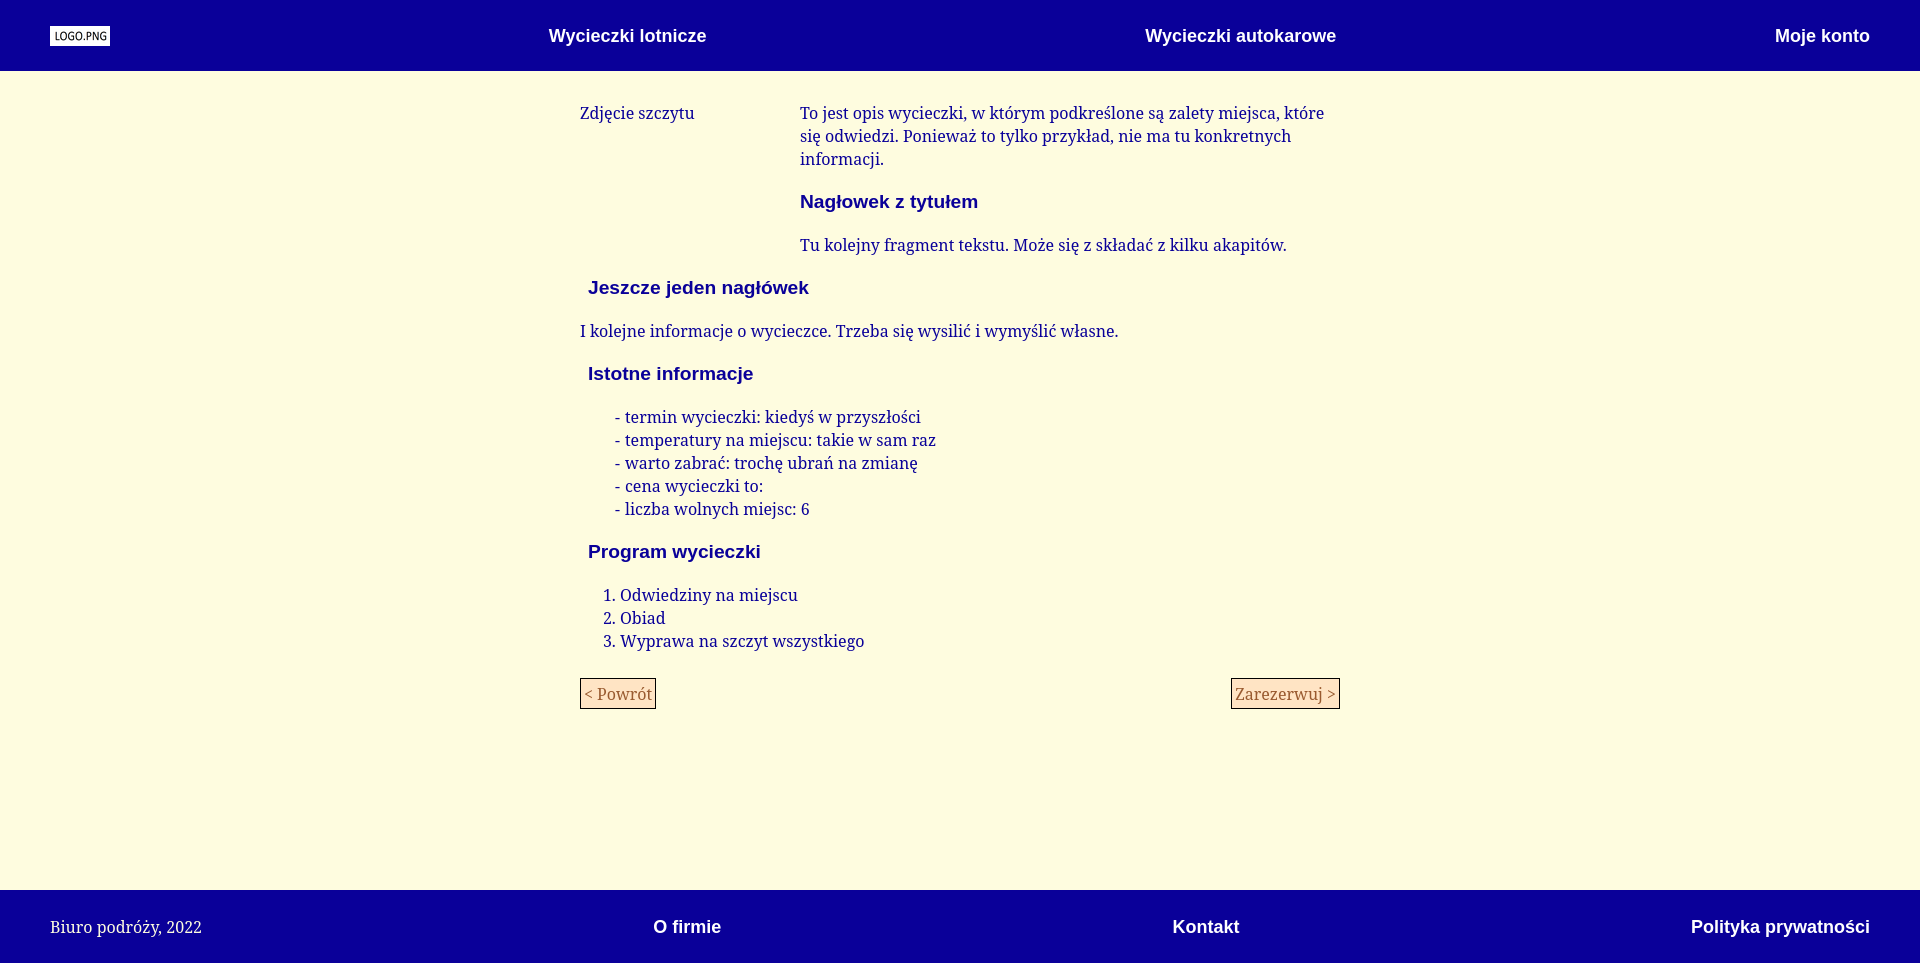 LOGO.PNG
Wycieczki lotnicze
Wycieczki autokarowe
Moje konto
Zdjęcie szczytu
To jest opis wycieczki, w którym podkreślone są zalety miejsca, które
się odwiedzi. Ponieważ to tylko przykład, nie ma tu konkretnych
informacji.
Nagłowek z tytułem
Tu kolejny fragment tekstu. Może się z składać z kilku akapitów.
Jeszcze jeden nagłówek
I kolejne informacje o wycieczce. Trzeba się wysilić i wymyślić własne.
Istotne informacje
- termin wycieczki: kiedyś w przyszłości
- temperatury na miejscu: takie w sam raz
- warto zabrać: trochę ubrań na zmianę
- cena wycieczki to:
- liczba wolnych miejsc: 6
Program wycieczki
1. Odwiedziny na miejscu
2. Obiad
3. Wyprawa na szczyt wszystkiego
< Powrót
Zarezerwuj >
Biuro podróży, 2022
O firmie
Kontakt
Polityka prywatności